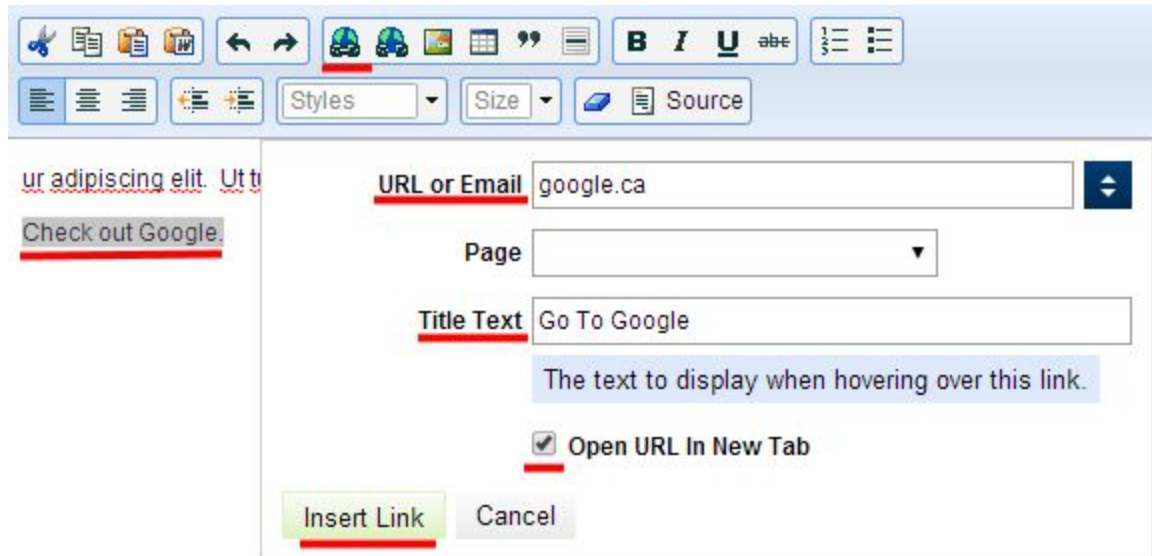 B I U abc
Styles Size Source
ur adipiscing elit. Ut
URL or Email google.ca
Check out Google.
Page
Title Text Go To Google
The text to display when hovering over this link.
Open URL In New Tab
Insert Link Cancel